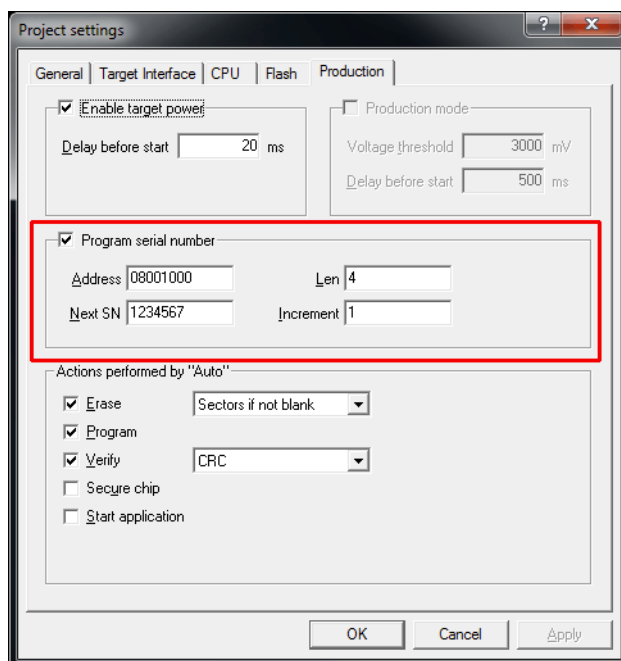 Project settings
General Target Interface CPU Flash Production
Enable target power
Delay before start 20 ms
Production mode
Voltage threshold 3000 mV
Delay before start 500 ms
Program serial number
Address 08001000 Len 4
Next SN 1234567 Increment 1
Actions performed by "Auto"
Erase Sectors if not blank
Program
Verify CRC
Secure chip
Start application
OK Cancel Apply